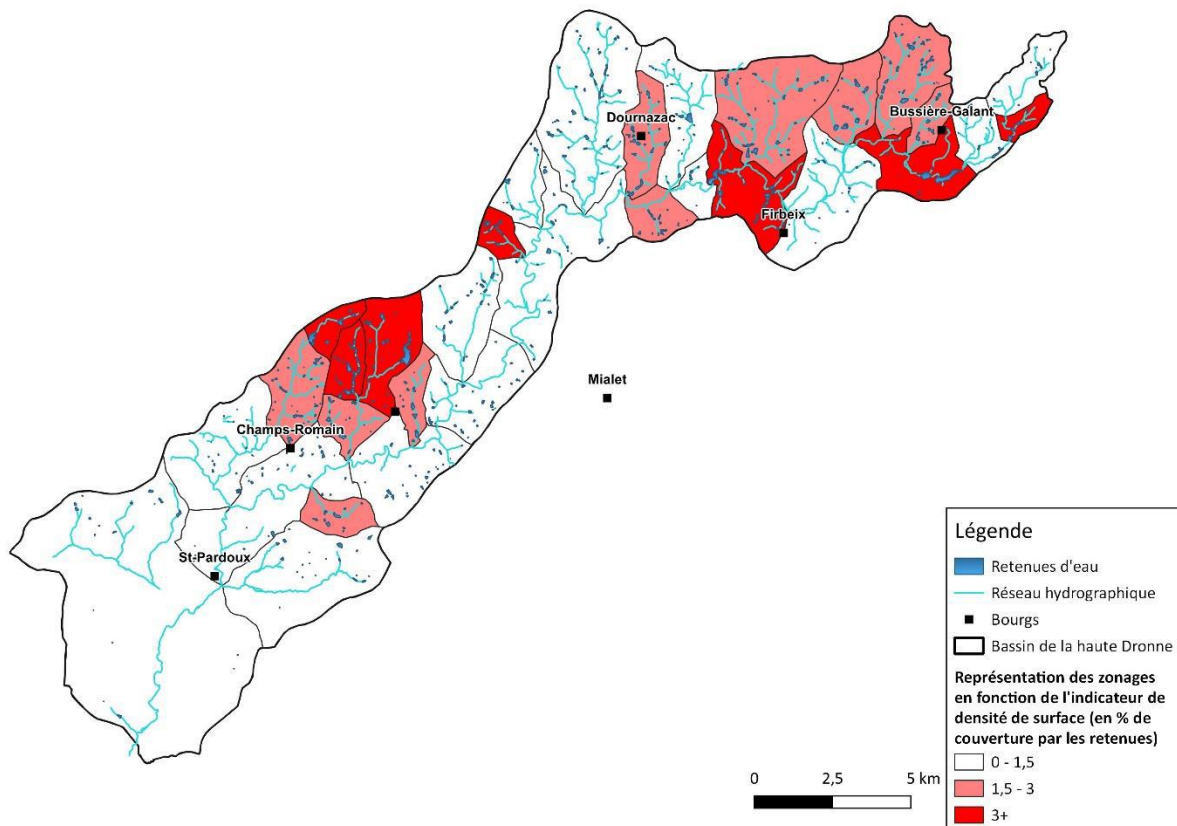 Dournazac
Bussière-Galant
Firbeix
Mialet
Champs-Romain
St-Pardoux
Légende
Retenues d'eau
Réseau hydrographique
Bourgs
Bassin de la haute Dronne
Représentation des zonages
en fonction de l'indicateur de
densité de surface (en % de
couverture par les retenues)
0 - 1,5
1,5 - 3
3+
0 2,5 5 km